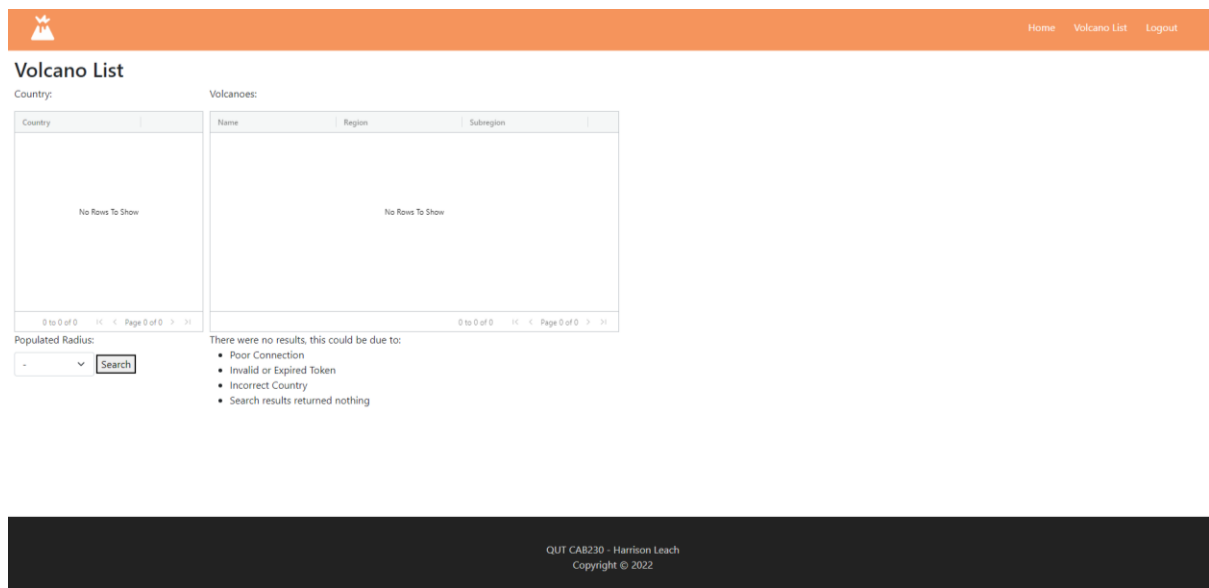 Home Volcano List Logout
Volcano List
Country: Volcanoes:
Country Name Region Subregion
No Rows To Show No Rows To Show
0 to 0 of 0 Page 0 of 0 0 to 0 of 0 Page 0 of 0
Populated Radius: There were no results, this could be due to:
• Poor Connection
- Search • Invalid or Expired Token
• Incorrect Country
• Search results returned nothing
QUT CAB230 - Harrison Leach
Copyright © 2022